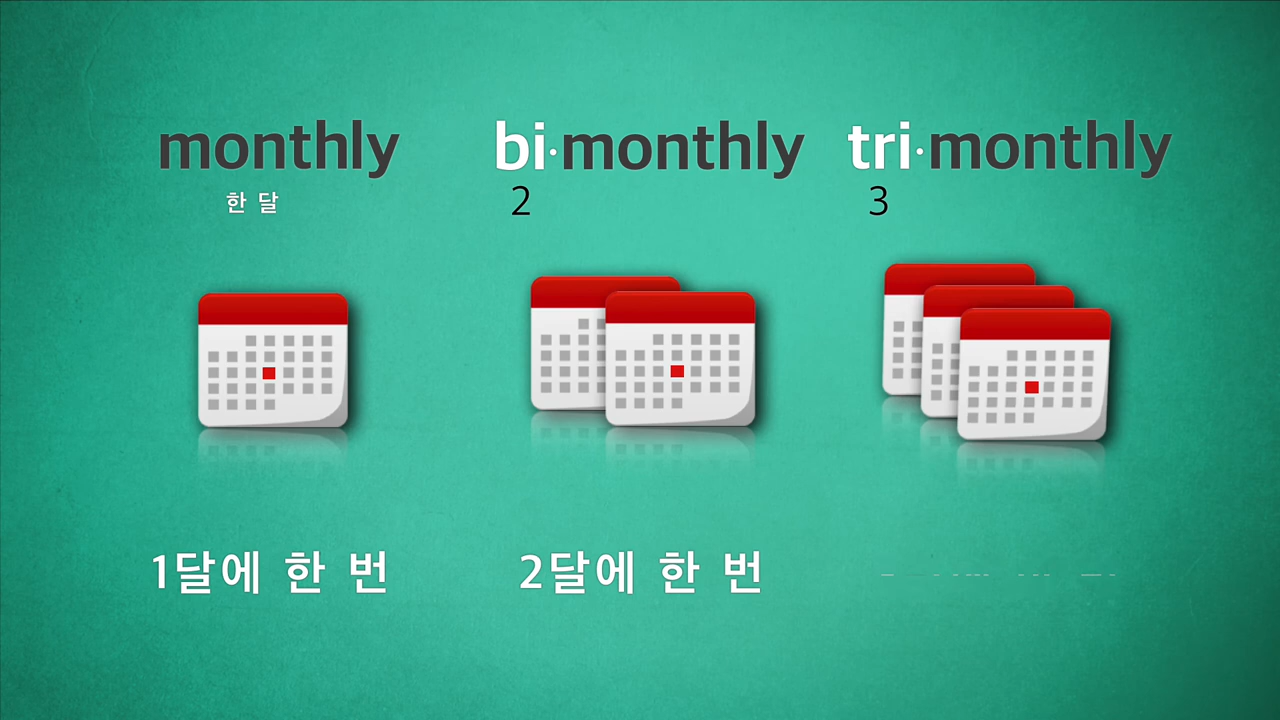 monthly
한 달
bi·monthly
2
tri·monthly
3
1달에 한 번
2달에 한 번